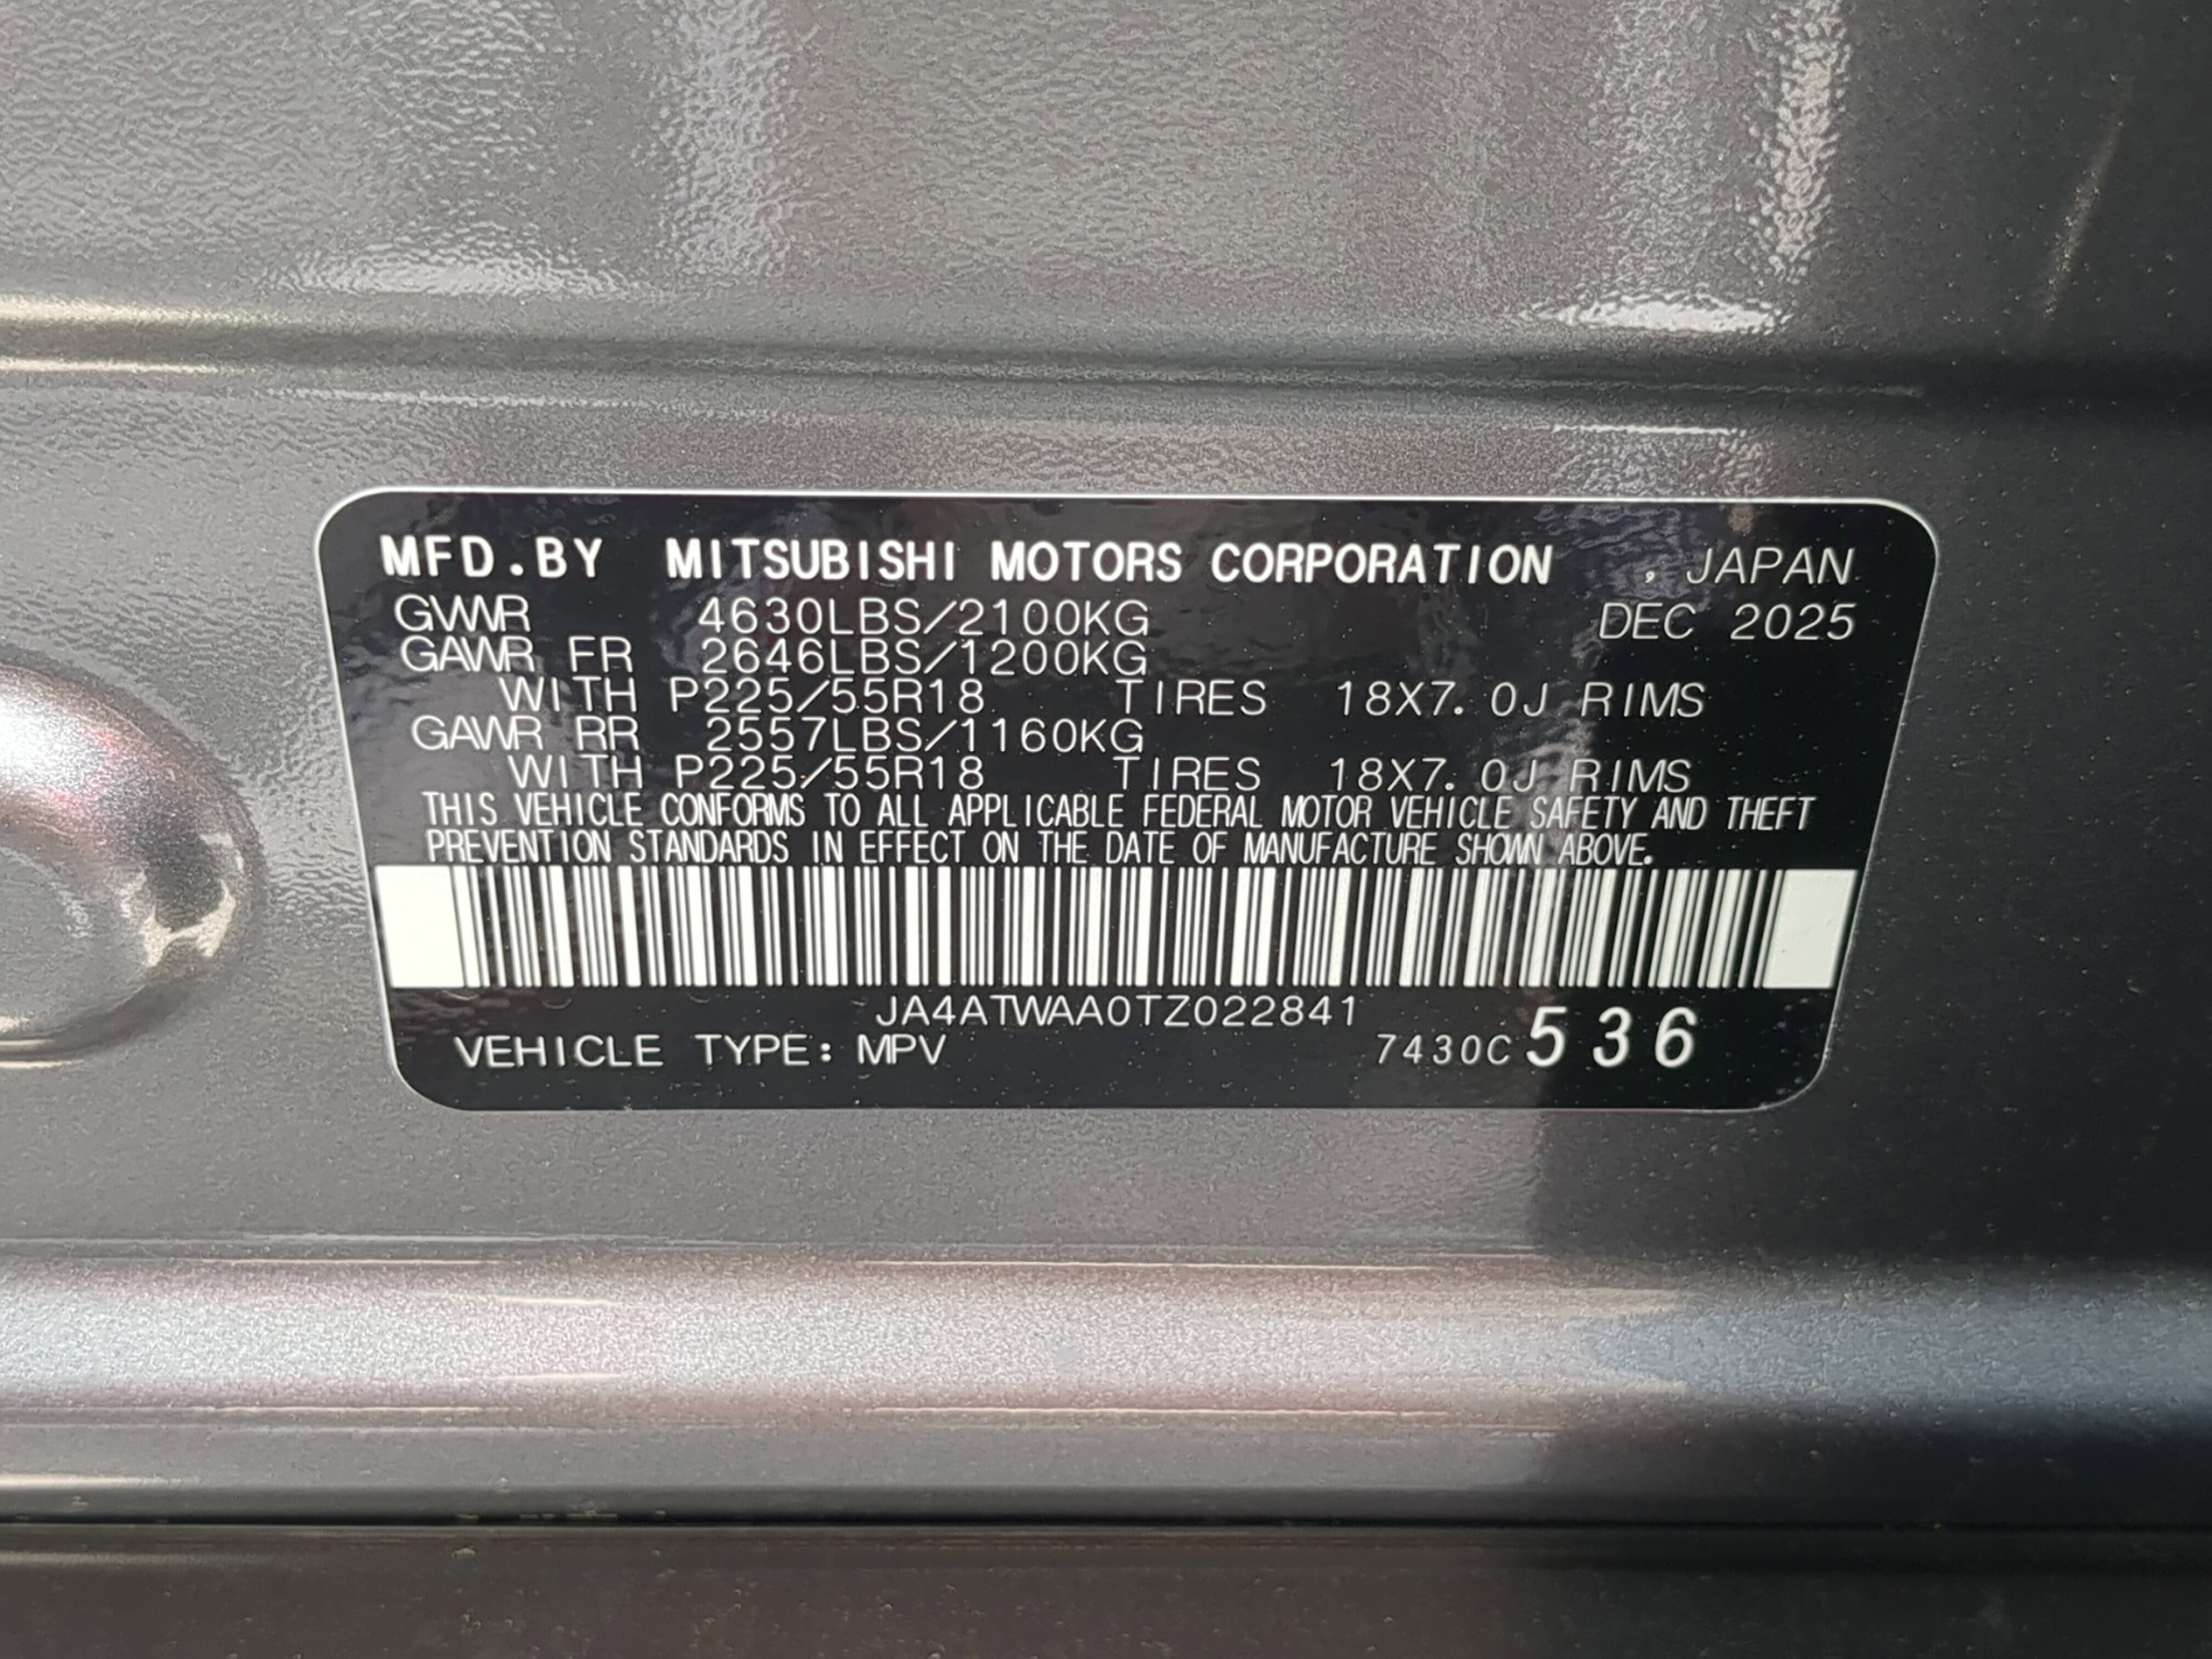 MFD.BY MITSUBISHI MOTORS CORPORATION , JAPAN
GVWR 4630LBS/2100KG DEC 2025
GAWR FR 2646LBS/1200KG
WITH P225/55R18 TIRES 18X7.0J RIMS
GAWR RR 2557LBS/1160KG
WITH P225/55R18 TIRES 18X7.0J RIMS
THIS VEHICLE CONFORMS TO ALL APPLICABLE FEDERAL MOTOR VEHICLE SAFETY AND THEFT
PREVENTION STANDARDS IN EFFECT ON THE DATE OF MANUFACTURE SHOWN ABOVE.
JA4ATWAA0TZ022841
VEHICLE TYPE: MPV 7430C 536